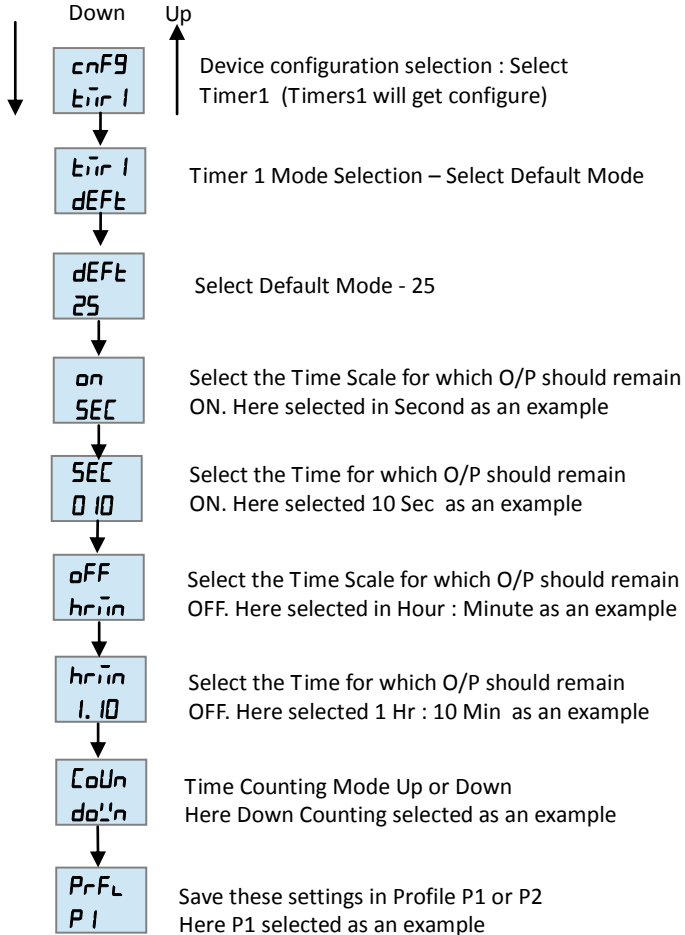 Down Up
cnF9
tmr 1
Device configuration selection : Select
Timer1 (Timers1 will get configure)
tmr 1
dEFt
Timer 1 Mode Selection – Select Default Mode
dEFt
25
Select Default Mode - 25
on
SEC
Select the Time Scale for which O/P should remain
ON. Here selected in Second as an example
SEC
0 10
Select the Time for which O/P should remain
ON. Here selected 10 Sec as an example
oFF
hrmn
Select the Time Scale for which O/P should remain
OFF. Here selected in Hour : Minute as an example
hrmn
1. 10
Select the Time for which O/P should remain
OFF. Here selected 1 Hr : 10 Min as an example
CoUn
doWn
Time Counting Mode Up or Down
Here Down Counting selected as an example
PrFL
P 1
Save these settings in Profile P1 or P2
Here P1 selected as an example